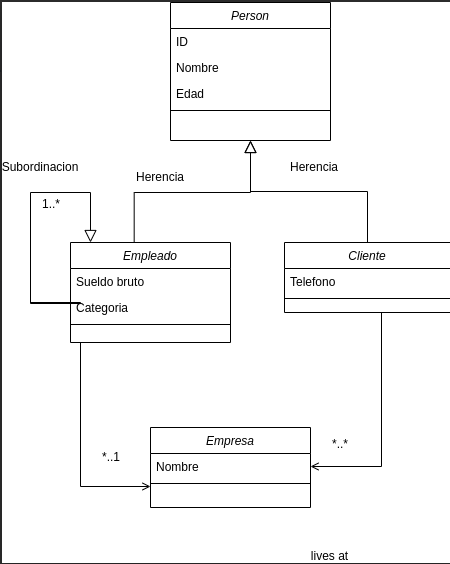 Person
ID
Nombre
Edad
Subordinacion
Herencia
Herencia
1..*
Empleado
Sueldo bruto
Categoria
Cliente
Telefono
*..1
*..*
Empresa
Nombre
lives at